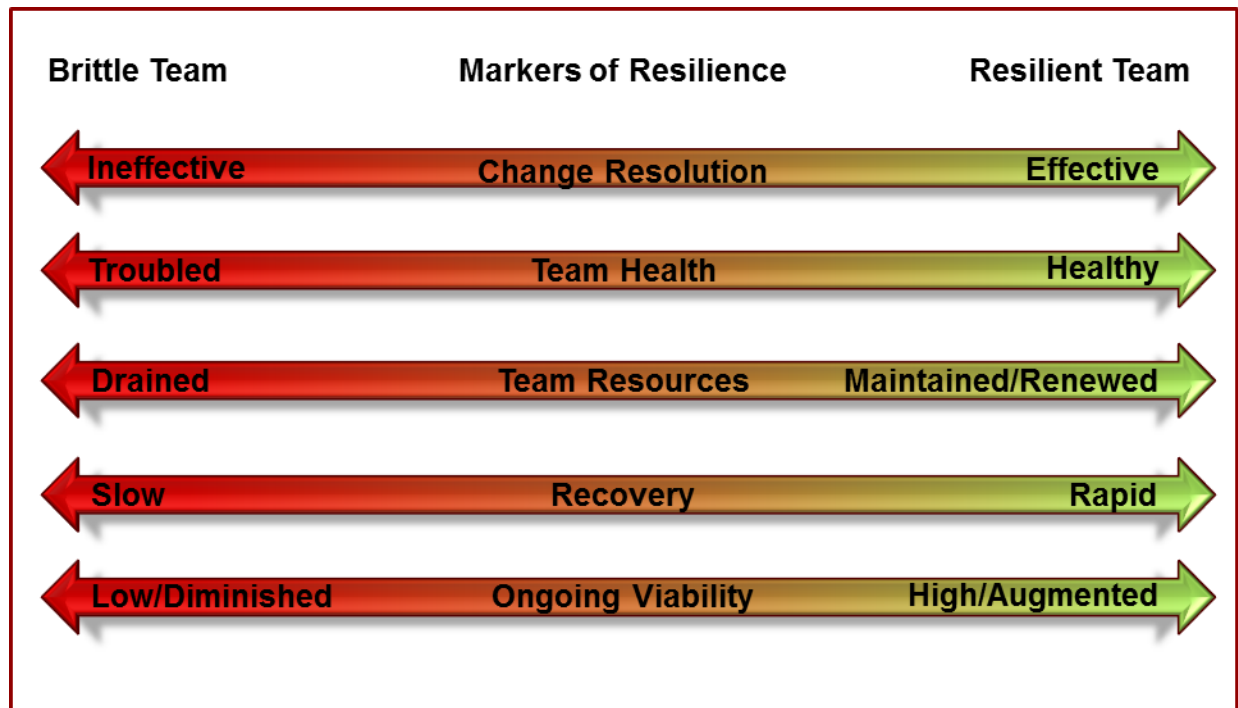 Brittle Team Markers of Resilience Resilient Team
Ineffective Change Resolution Effective
Troubled Team Health Healthy
Drained Team Resources Maintained/Renewed
Slow Recovery Rapid
Low/Diminished Ongoing Viability High/Augmented